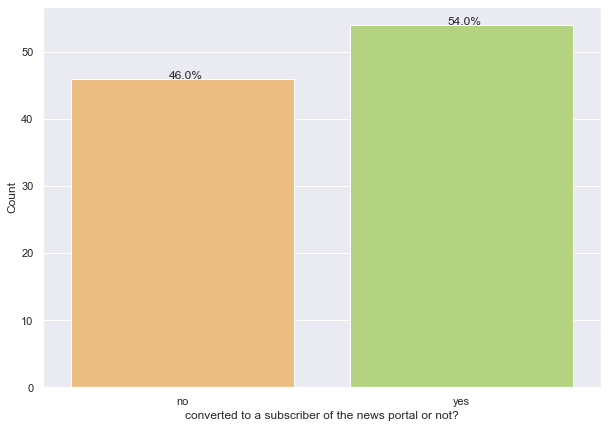 54.0%
46.0%
50
40
30
20
10
0
Count
no yes
converted to a subscriber of the news portal or not?